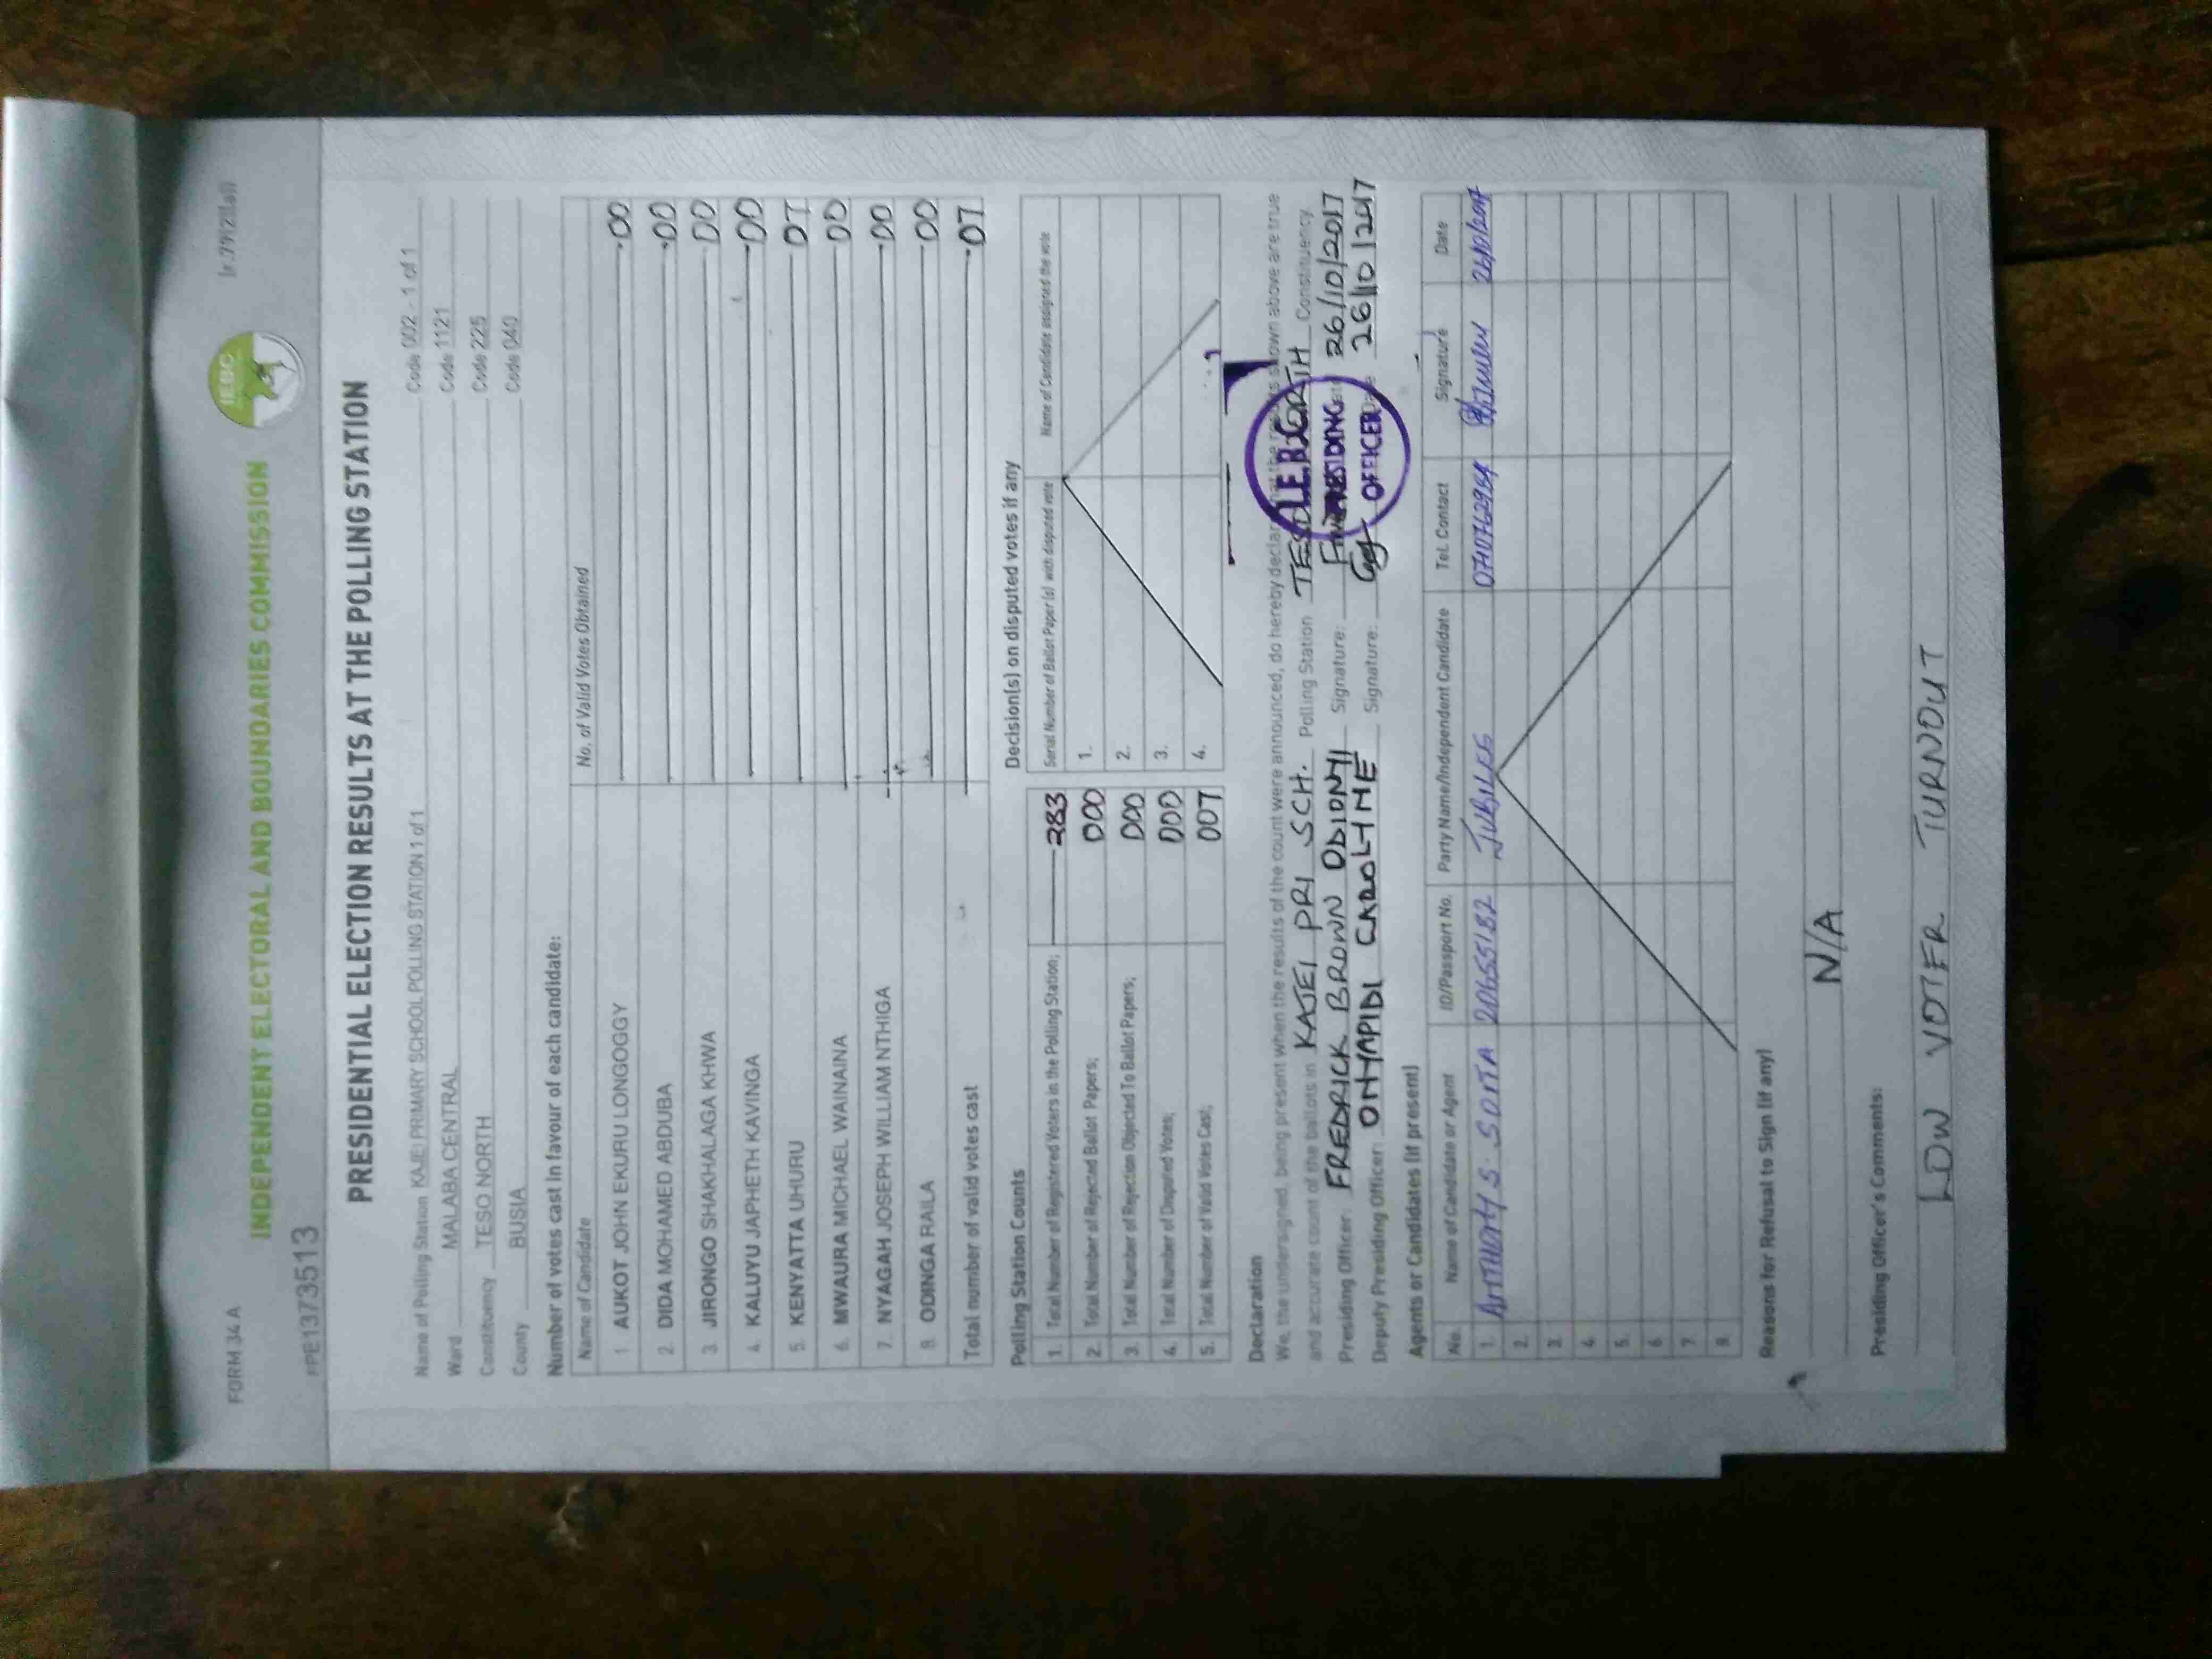 FORM 34 A
(r.79(2)(a))
IEBC
INDEPENDENT ELECTORAL AND BOUNDARIES COMMISSION
PRE1373513
PRESIDENTIAL ELECTION RESULTS AT THE POLLING STATION
Name of Polling Station KAJEI PRIMARY SCHOOL POLLING STATION 1 of 1 Code 002 - 1 of 1
Ward MALABA CENTRAL Code 1121
Constituency TESO NORTH Code 225
County BUSIA Code 040
Number of votes cast in favour of each candidate:
Name of Candidate No. of Valid Votes Obtained
1 AUKOT JOHN EKURU LONGOGGY 00
2. DIDA MOHAMED ABDUBA 00
3. JIRONGO SHAKHALAGA KHWA 00
4. KALUYU JAPHETH KAVINGA 00
5. KENYATTA UHURU 07
6. MWAURA MICHAEL WAINAINA 00
7. NYAGAH JOSEPH WILLIAM NTHIGA 00
8. ODINGA RAILA 00
Total number of valid votes cast 07
Polling Station Counts
1. Total Number of Registered Voters in the Polling Station; 283
2. Total Number of Rejected Ballot Papers; 000
3. Total Number of Rejection Objected To Ballot Papers; 000
4. Total Number of Disputed Votes; 000
5. Total Number of Valid Votes Cast; 007
Decision(s) on disputed votes if any
Serial Number of Ballot Paper (s) with disputed vote Name of Candidate assigned the vote
1.
2.
3.
4.
Declaration
We, the undersigned, being present when the results of the count were announced, do hereby declare that the results shown above are true
and accurate count of the ballots in KAJEI PRI SCH. Polling Station TESO NORTH Constituency.
Presiding Officer: FREDRICK BROWN ODIONYI Signature: Date 26/10/2017
Deputy Presiding Officer: ONYAPIDI CAROLYNE Signature: Date 26/10/2017
PRESIDING
OFFICER
Agents or Candidates (if present)
No. Name of Candidate or Agent ID/Passport No. Party Name/Independent Candidate Tel. Contact Signature Date
1. 20655182 JUBILEE 0740762984 26/10/2017
2.
3.
4.
5.
6.
7.
8.
Reasons for Refusal to Sign (if any)
N/A
Presiding Officer's Comments:
LOW VOTER TURNOUT